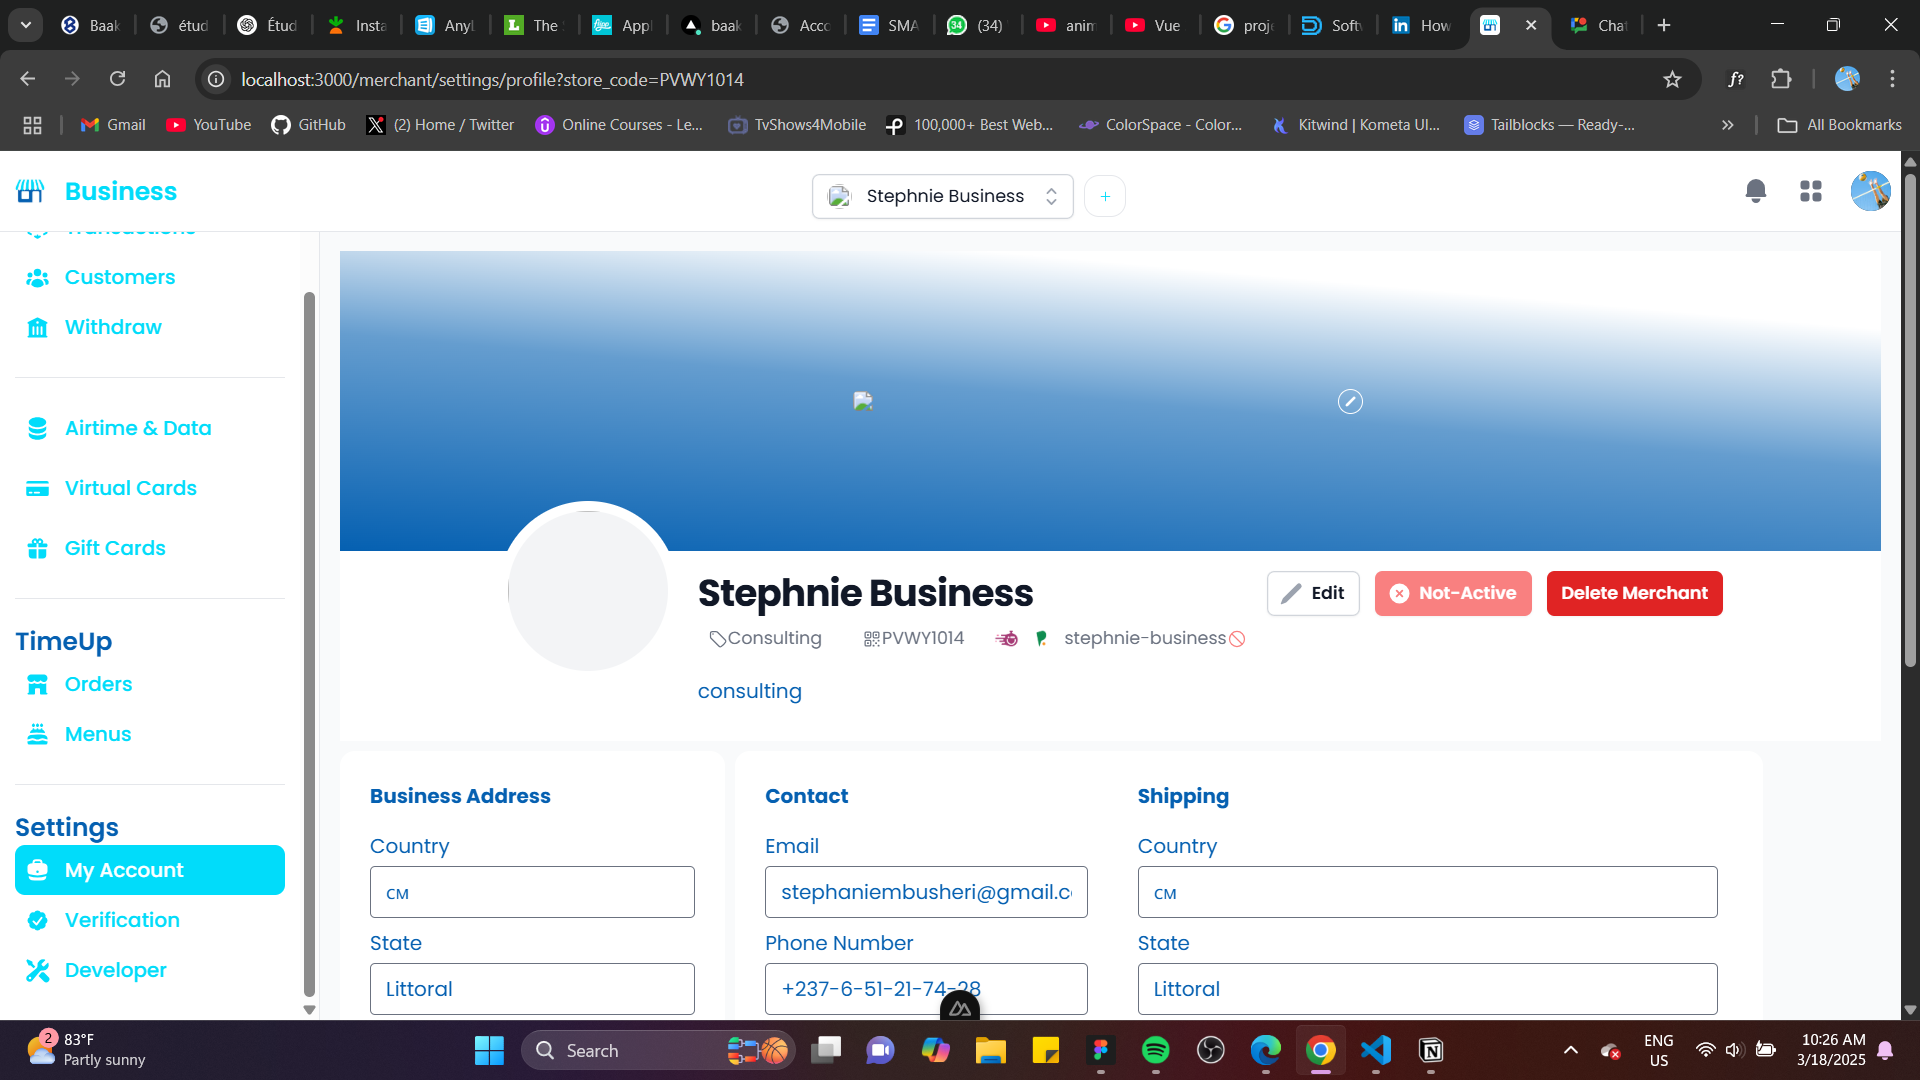 Baak
étud
Étud
Insta
AnyL
The S
Appl
baak
Acco
SMA
(34)
anim
Vue
proje
Softw
How
Chat
localhost:3000/merchant/settings/profile?store_code=PVWY1014
Gmail
YouTube
GitHub
(2) Home / Twitter
Online Courses - Le...
TvShows4Mobile
100,000+ Best Web...
ColorSpace - Color...
Kitwind | Kometa UI...
Tailblocks — Ready-...
All Bookmarks
Business
Stephnie Business
+
Transactions
Customers
Withdraw
Airtime & Data
Virtual Cards
Gift Cards
TimeUp
Orders
Menus
Settings
My Account
Verification
Developer
Stephnie Business
Edit
Not-Active
Delete Merchant
Consulting
PVWY1014
stephnie-business
consulting
Business Address
Country
CM
State
Littoral
Contact
Email
stephaniembusheri@gmail.c
Phone Number
+237-6-51-21-74-28
Shipping
Country
CM
State
Littoral
2
83°F
Partly sunny
Search
ENG
US
10:26 AM
3/18/2025